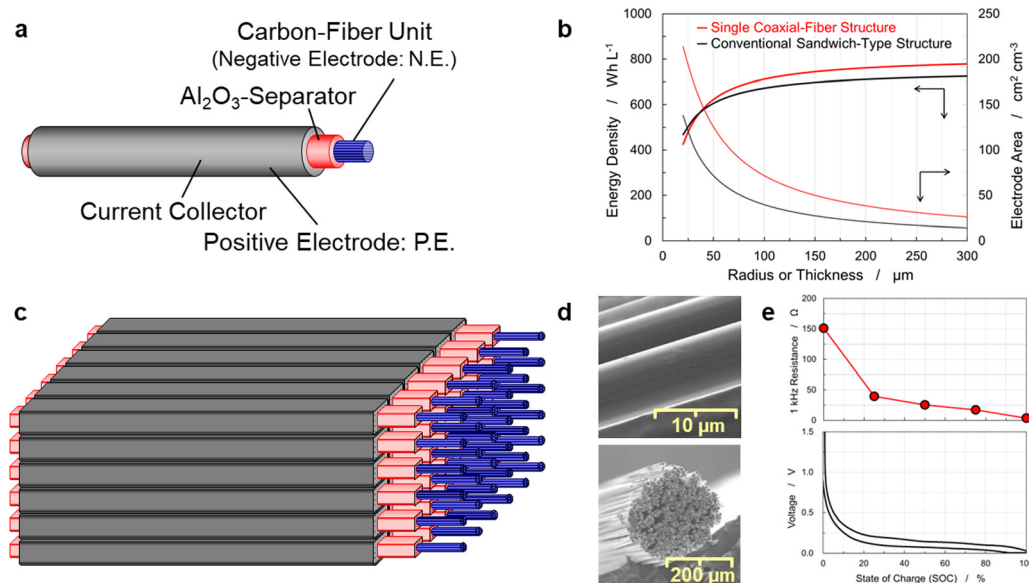 a
Carbon-Fiber Unit
(Negative Electrode: N.E.)
Al₂O₃-Separator
Current Collector
Positive Electrode: P.E.
b
Single Coaxial-Fiber Structure
Conventional Sandwich-Type Structure
Energy Density / Wh L⁻¹
1000
800
600
400
200
0
250
200
150
100
50
0
Electrode Area / cm² cm⁻³
0 50 100 150 200 250 300
Radius or Thickness / μm
c
d
10 μm
200 μm
e
1 kHz Resistance / Ω
200
150
100
50
0
Voltage / V
1.5
1.0
0.5
0.0
0 20 40 60 80 100
State of Charge (SOC) / %